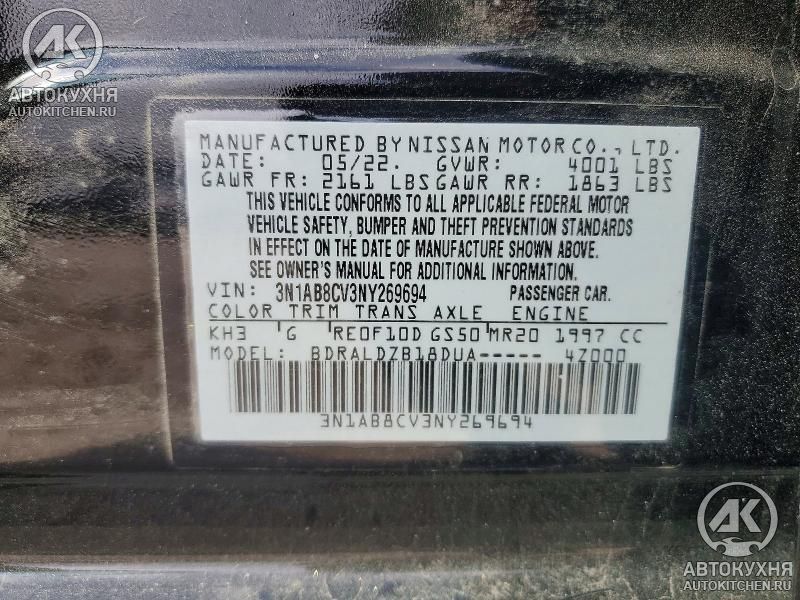 АК
АВТОКУХНЯ
AUTOKITCHEN.RU
MANUFACTURED BY NISSAN MOTOR CO., LTD.
DATE: 05/22. GVWR: 4001 LBS
GAWR FR: 2161 LBS GAWR RR: 1863 LBS
THIS VEHICLE CONFORMS TO ALL APPLICABLE FEDERAL MOTOR
VEHICLE SAFETY, BUMPER AND THEFT PREVENTION STANDARDS
IN EFFECT ON THE DATE OF MANUFACTURE SHOWN ABOVE.
SEE OWNER'S MANUAL FOR ADDITIONAL INFORMATION.
VIN: 3N1AB8CV3NY269694 PASSENGER CAR.
COLOR TRIM TRANS AXLE ENGINE
KH3 G RE0F10D GS50 MR20 1997 CC
MODEL: BDRALDZB18DUA----- 4Z000
3N1AB8CV3NY269694
АК
АВТОКУХНЯ
AUTOKITCHEN.RU